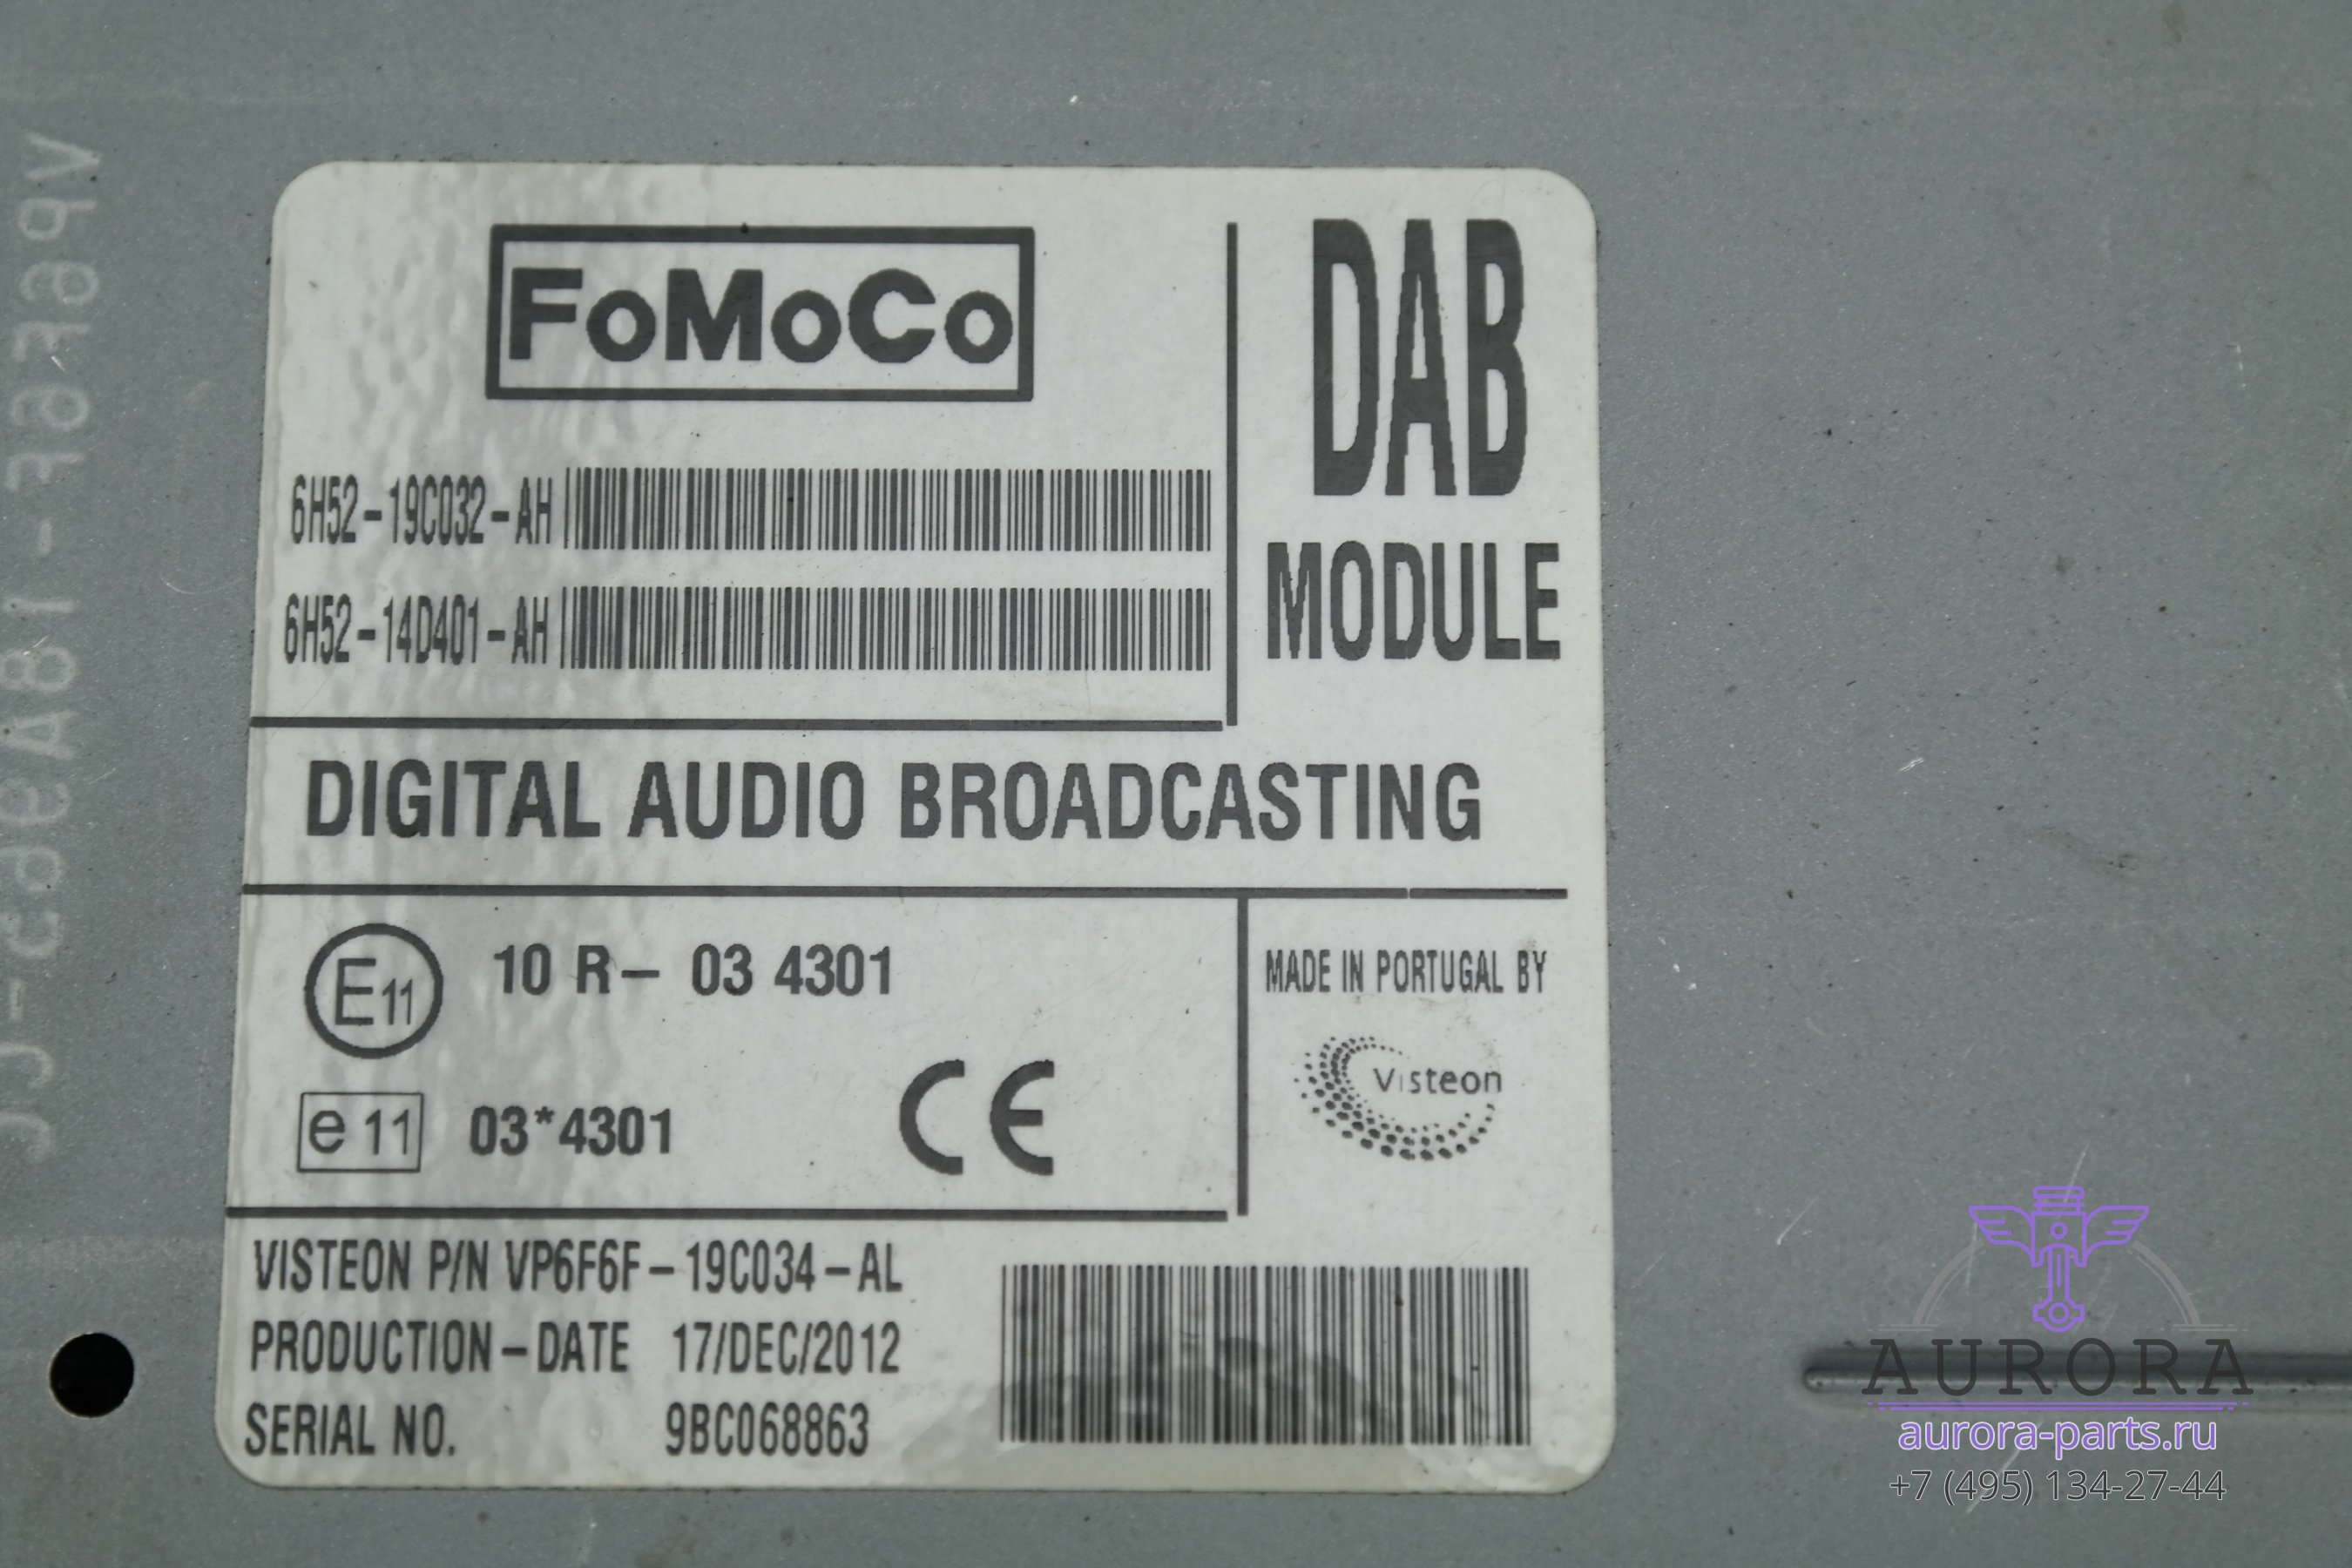 FoMoCo
DAB
MODULE
6H52-19C032-AH
6H52-14D401-AH
DIGITAL AUDIO BROADCASTING
E11 10 R- 03 4301
e 11 03*4301
CE
MADE IN PORTUGAL BY
Visteon
VISTEON P/N VP6F6F-19C034-AL
PRODUCTION-DATE 17/DEC/2012
SERIAL NO. 9BC068863
AURORA
aurora-parts.ru
+7 (495) 134-27-44